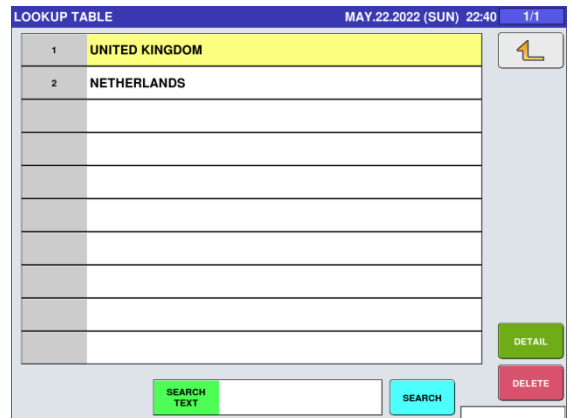 LOOKUP TABLE MAY.22.2022 (SUN) 22:40 1/1
1 UNITED KINGDOM
2 NETHERLANDS
DETAIL
DELETE
SEARCH
TEXT
SEARCH